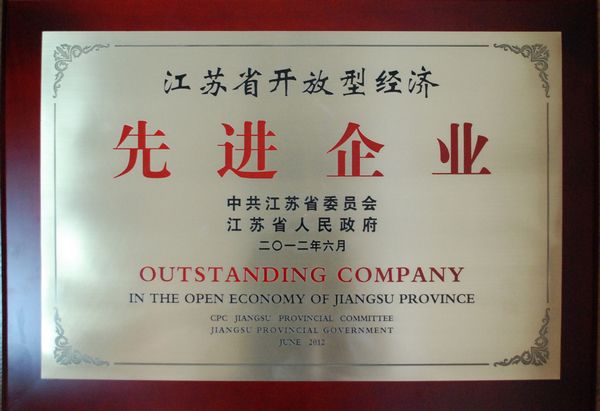 江苏省开放型经济
先进企业
中共江苏省委员会
江苏省人民政府
二〇一二年六月
OUTSTANDING COMPANY
IN THE OPEN ECONOMY OF JIANGSU PROVINCE
CPC JIANGSU PROVINCIAL COMMITTEE
JIANGSU PROVINCIAL GOVERNMENT
JUNE 2012